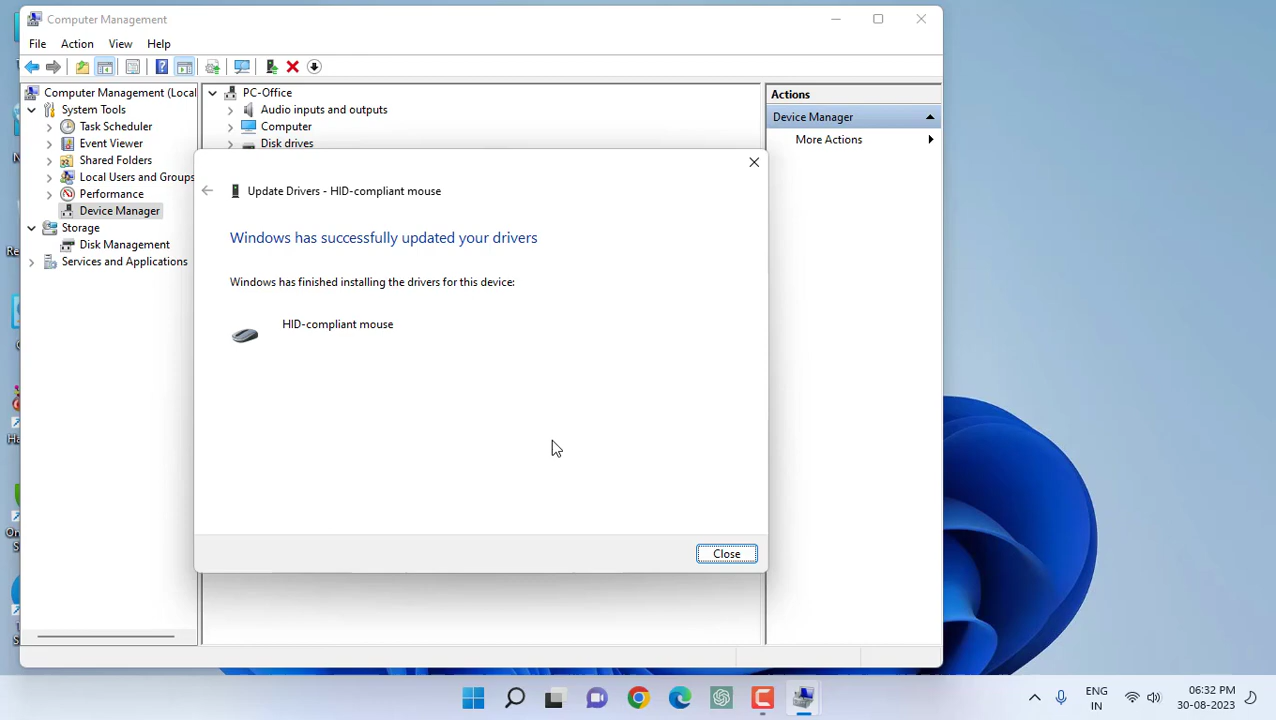 Computer Management
File Action View Help
Computer Management (Local
System Tools
Task Scheduler
Event Viewer
Shared Folders
Local Users and Groups
Performance
Device Manager
Storage
Disk Management
Services and Applications
PC-Office
Audio inputs and outputs
Computer
Disk drives
Actions
Device Manager
More Actions
Update Drivers - HID-compliant mouse
Windows has successfully updated your drivers
Windows has finished installing the drivers for this device:
HID-compliant mouse
Close
ENG
IN
06:32 PM
30-08-2023